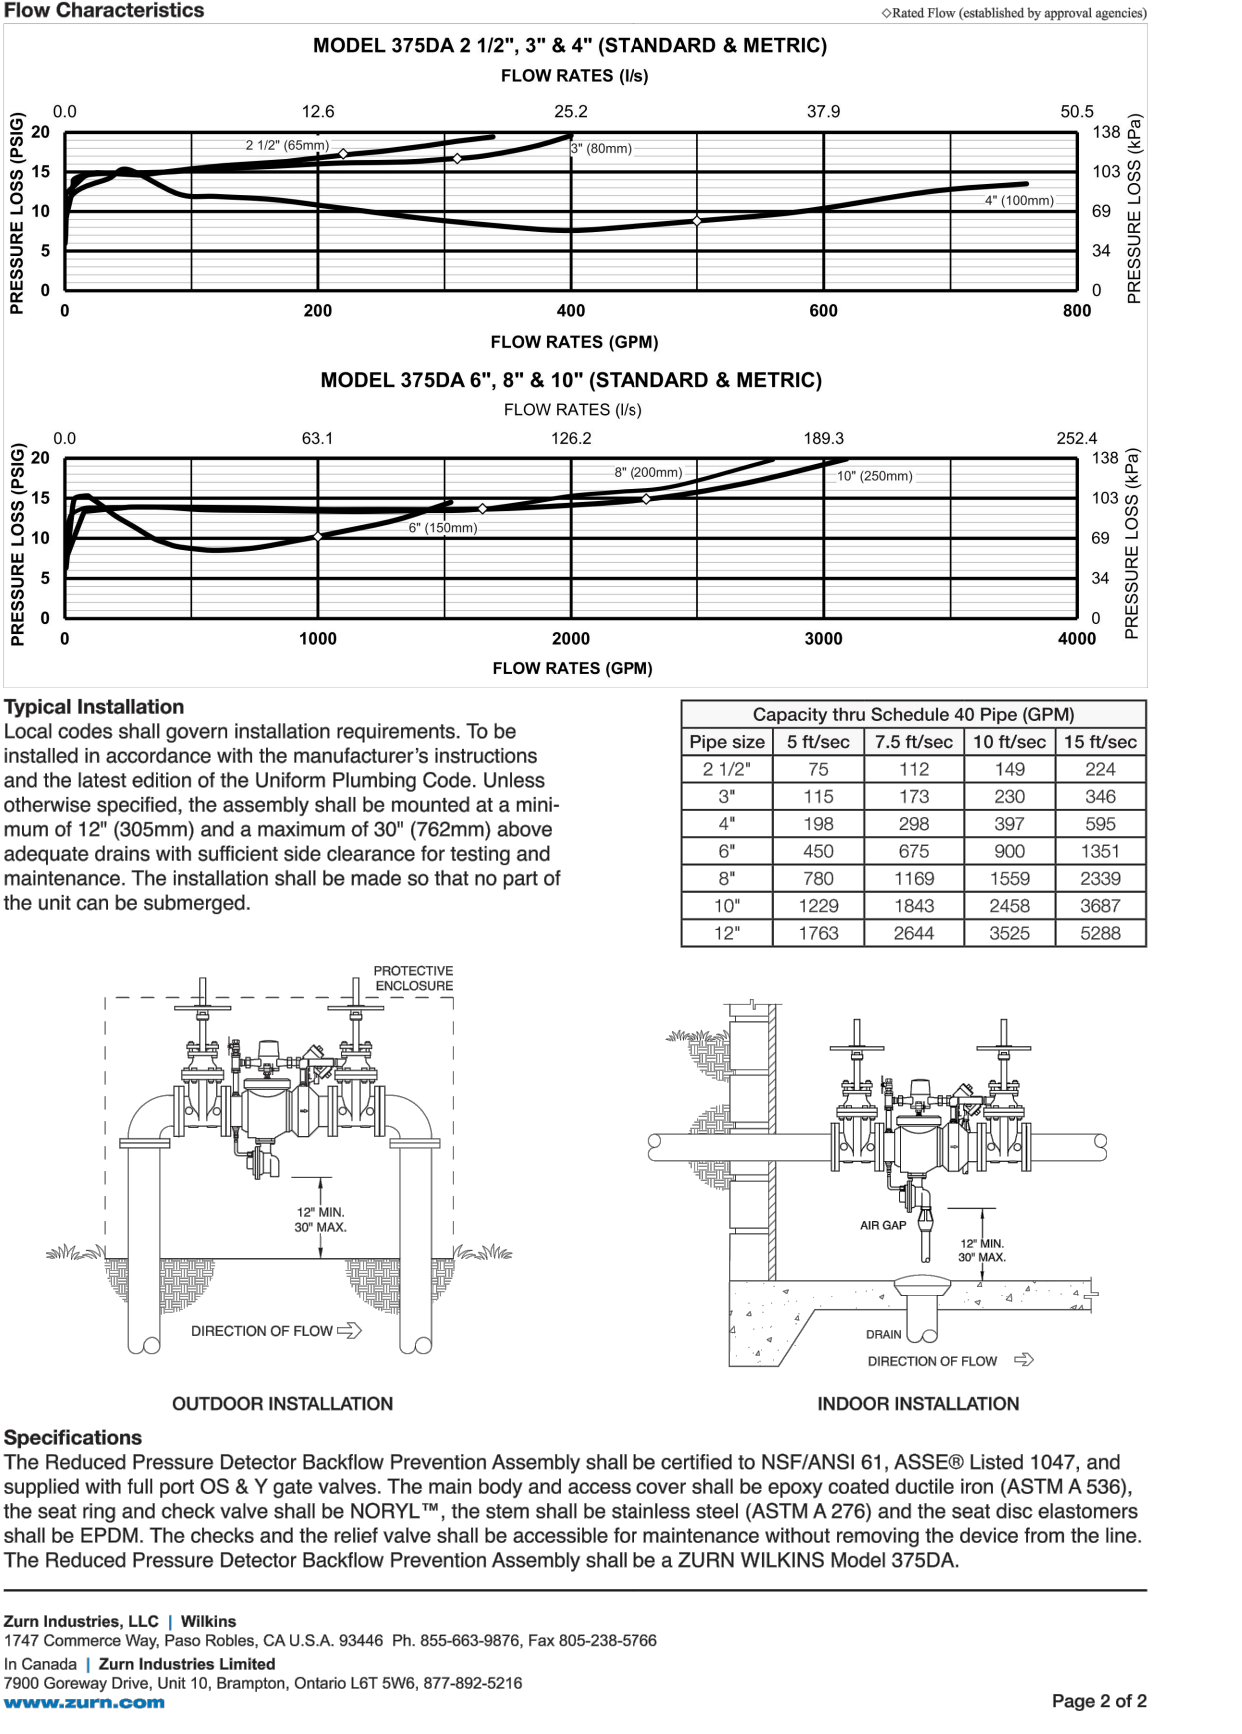 Flow Characteristics
◇Rated Flow (established by approval agencies)
MODEL 375DA 2 1/2", 3" & 4" (STANDARD & METRIC)
FLOW RATES (l/s)
0.0 12.6 25.2 37.9 50.5
PRESSURE LOSS (PSIG)
20 138
15 103
10 69
5 34
0 0
PRESSURE LOSS (kPa)
2 1/2" (65mm)
3" (80mm)
4" (100mm)
0 200 400 600 800
FLOW RATES (GPM)
MODEL 375DA 6", 8" & 10" (STANDARD & METRIC)
FLOW RATES (l/s)
0.0 63.1 126.2 189.3 252.4
PRESSURE LOSS (PSIG)
20 138
15 103
10 69
5 34
0 0
PRESSURE LOSS (kPa)
8" (200mm)
10" (250mm)
6" (150mm)
0 1000 2000 3000 4000
FLOW RATES (GPM)
Typical Installation
Local codes shall govern installation requirements. To be
installed in accordance with the manufacturer's instructions
and the latest edition of the Uniform Plumbing Code. Unless
otherwise specified, the assembly shall be mounted at a mini-
mum of 12" (305mm) and a maximum of 30" (762mm) above
adequate drains with sufficient side clearance for testing and
maintenance. The installation shall be made so that no part of
the unit can be submerged.
Capacity thru Schedule 40 Pipe (GPM)
Pipe size 5 ft/sec 7.5 ft/sec 10 ft/sec 15 ft/sec
2 1/2" 75 112 149 224
3" 115 173 230 346
4" 198 298 397 595
6" 450 675 900 1351
8" 780 1169 1559 2339
10" 1229 1843 2458 3687
12" 1763 2644 3525 5288
PROTECTIVE
ENCLOSURE
12" MIN.
30" MAX.
DIRECTION OF FLOW
OUTDOOR INSTALLATION
AIR GAP
12" MIN.
30" MAX.
DRAIN
DIRECTION OF FLOW
INDOOR INSTALLATION
Specifications
The Reduced Pressure Detector Backflow Prevention Assembly shall be certified to NSF/ANSI 61, ASSE® Listed 1047, and
supplied with full port OS & Y gate valves. The main body and access cover shall be epoxy coated ductile iron (ASTM A 536),
the seat ring and check valve shall be NORYL™, the stem shall be stainless steel (ASTM A 276) and the seat disc elastomers
shall be EPDM. The checks and the relief valve shall be accessible for maintenance without removing the device from the line.
The Reduced Pressure Detector Backflow Prevention Assembly shall be a ZURN WILKINS Model 375DA.
Zurn Industries, LLC | Wilkins
1747 Commerce Way, Paso Robles, CA U.S.A. 93446 Ph. 855-663-9876, Fax 805-238-5766
In Canada | Zurn Industries Limited
7900 Goreway Drive, Unit 10, Brampton, Ontario L6T 5W6, 877-892-5216
www.zurn.com
Page 2 of 2